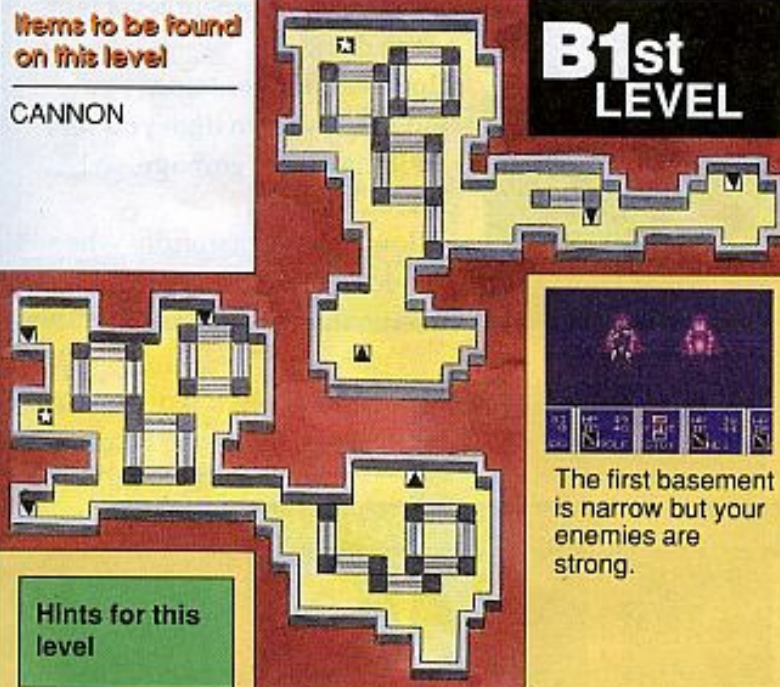 Items to be found
on this level
CANNON
B1st
LEVEL
The first basement
is narrow but your
enemies are
strong.
Hints for this
level